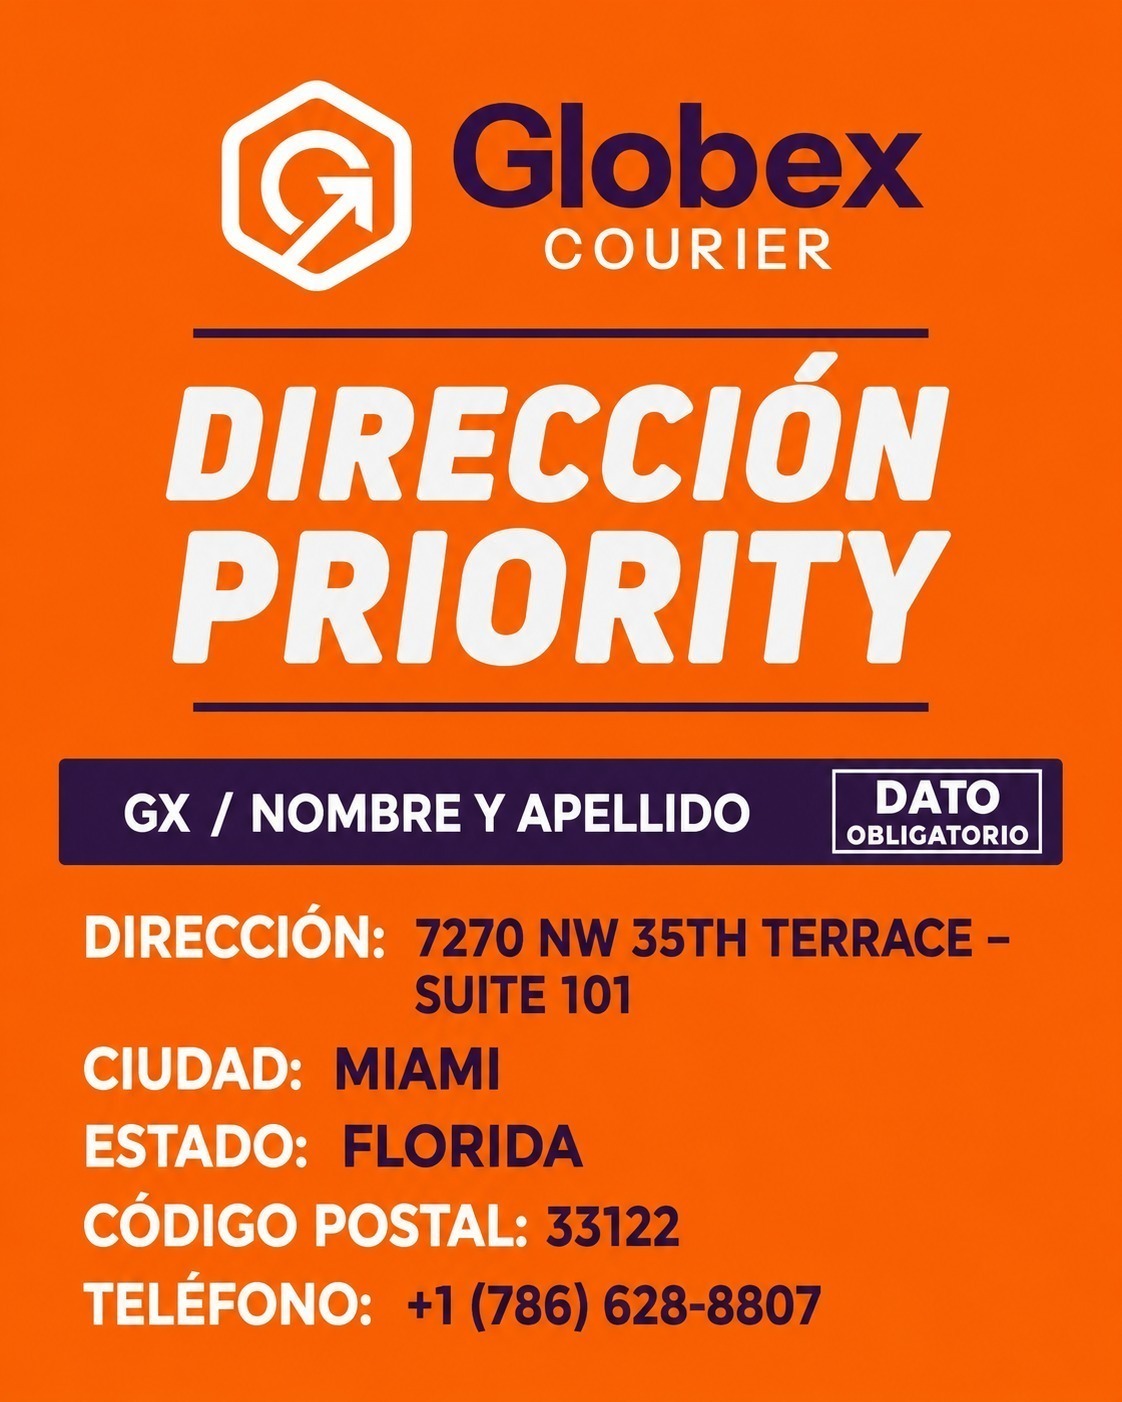 Globex
COURIER
DIRECCIÓN
PRIORITY
GX / NOMBRE Y APELLIDO
DATO
OBLIGATORIO
DIRECCIÓN: 7270 NW 35TH TERRACE –
SUITE 101
CIUDAD: MIAMI
ESTADO: FLORIDA
CÓDIGO POSTAL: 33122
TELÉFONO: +1 (786) 628-8807